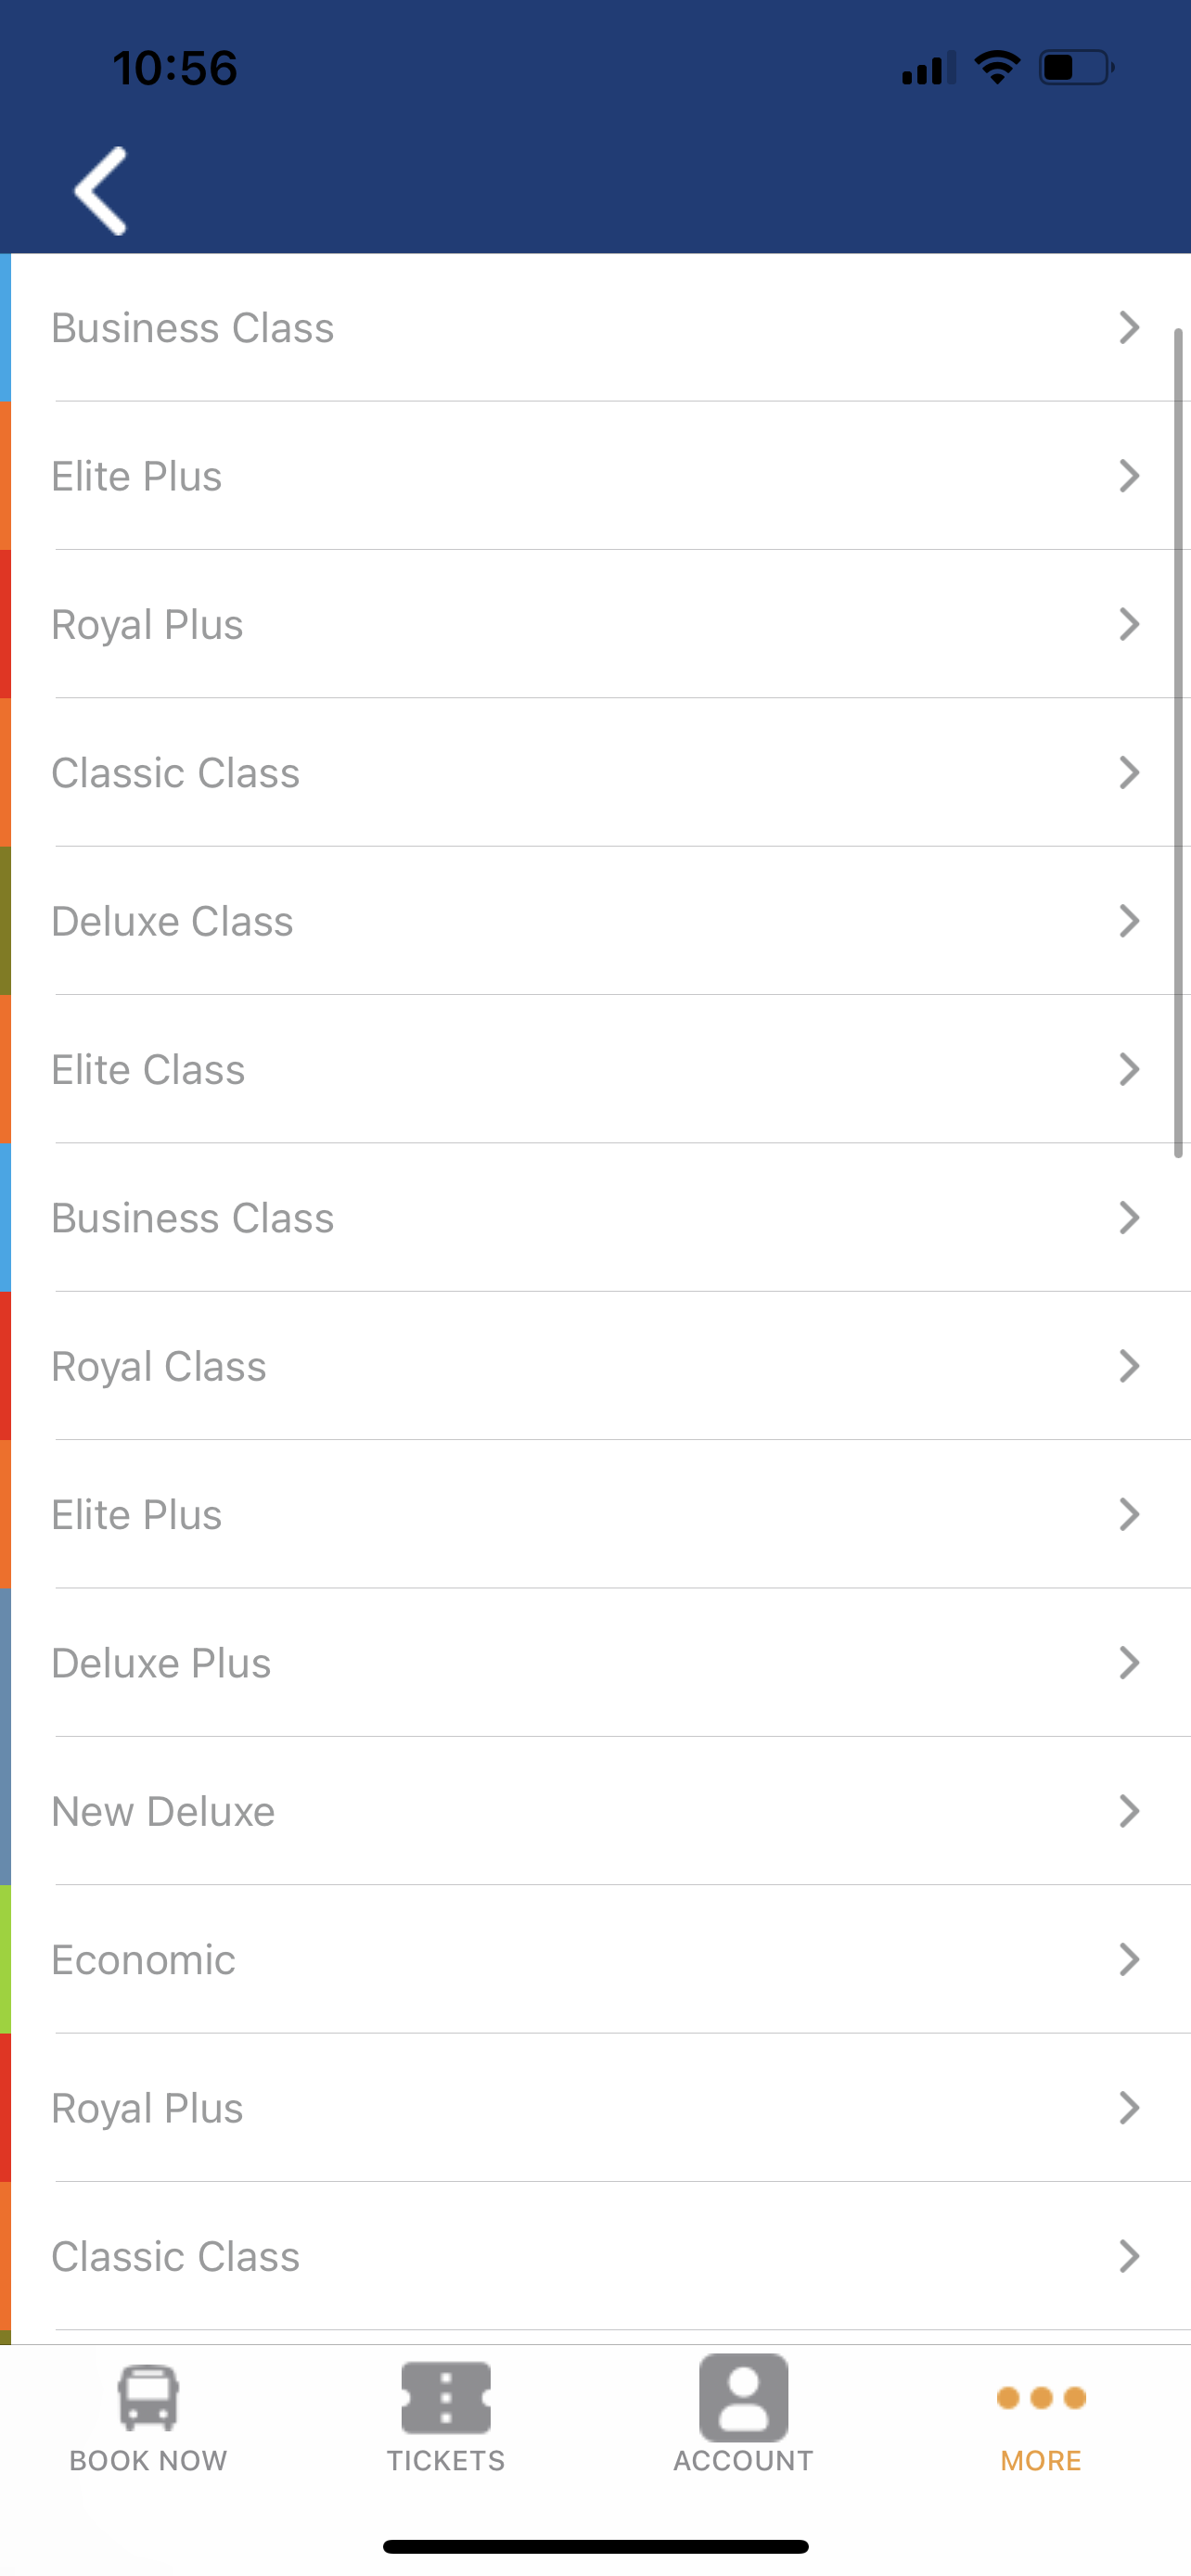 10:56
Business Class
Elite Plus
Royal Plus
Classic Class
Deluxe Class
Elite Class
Business Class
Royal Class
Elite Plus
Deluxe Plus
New Deluxe
Economic
Royal Plus
Classic Class
BOOK NOW TICKETS ACCOUNT MORE